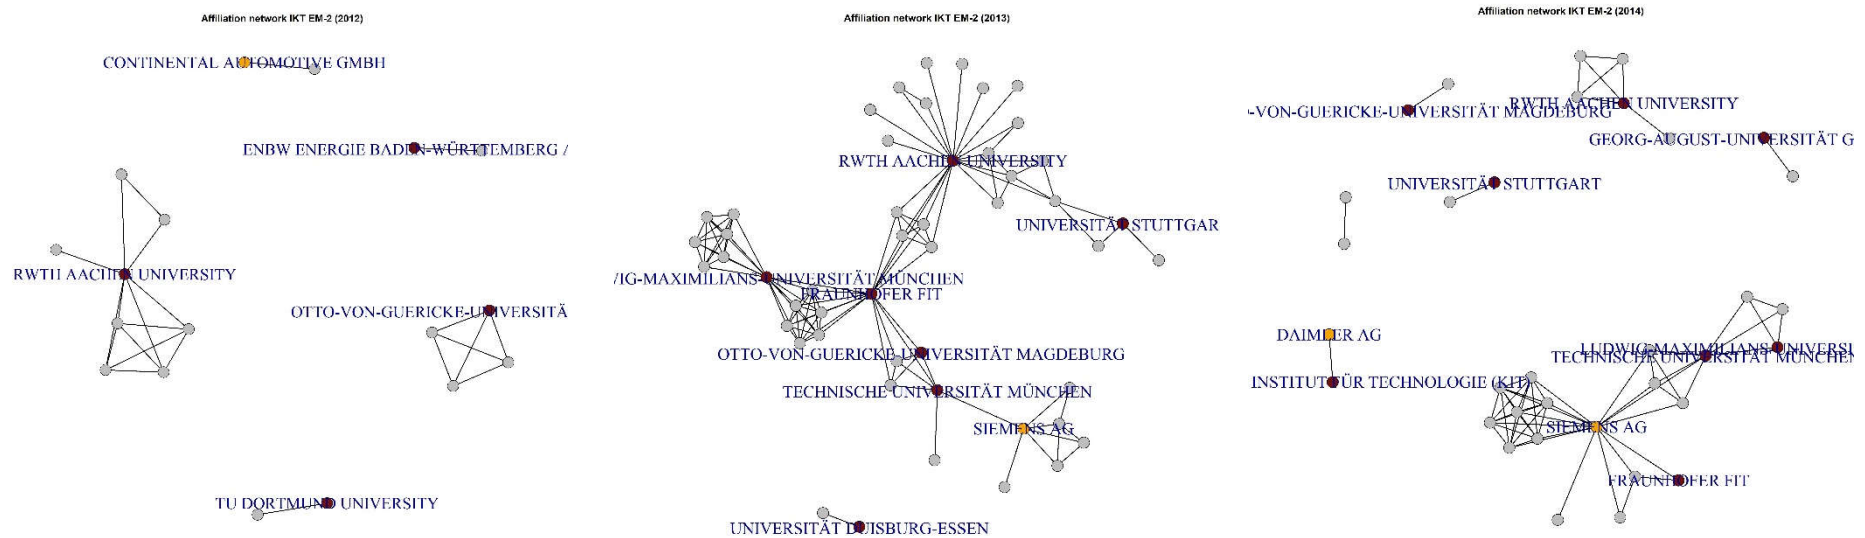 Affiliation network IKT EM-2 (2012)
CONTINENTAL AUTOMOTIVE GMBH
ENBW ENERGIE BADEN-WÜRTTEMBERG /
RWTH AACHEN UNIVERSITY
OTTO-VON-GUERICKE-UNIVERSITÄ
TU DORTMUND UNIVERSITY
Affiliation network IKT EM-2 (2013)
RWTH AACHEN UNIVERSITY
UNIVERSITÄT STUTTGAR
/IG-MAXIMILIANS-UNIVERSITÄT MÜNCHEN
FRAUNHOFER FIT
OTTO-VON-GUERICKE-UNIVERSITÄT MAGDEBURG
TECHNISCHE UNIVERSITÄT MÜNCHEN
SIEMENS AG
UNIVERSITÄT DUISBURG-ESSEN
Affiliation network IKT EM-2 (2014)
RWTH AACHEN UNIVERSITY
-VON-GUERICKE-UNIVERSITÄT MAGDEBURG
GEORG-AUGUST-UNIVERSITÄT G
UNIVERSITÄT STUTTGART
DAIMLER AG
INSTITUT FÜR TECHNOLOGIE (KIT)
LUDWIG-MAXIMILIANS-UNIVERSI
TECHNISCHE UNIVERSITÄT MÜNCHEN
SIEMENS AG
FRAUNHOFER FIT